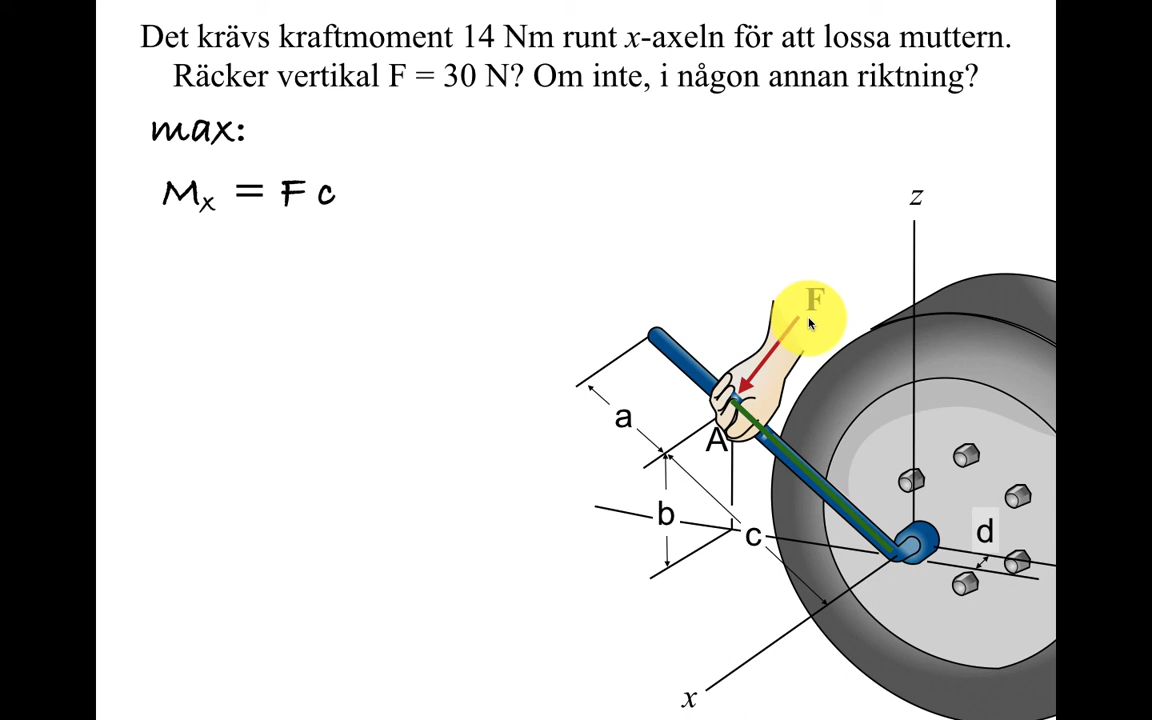 Det krävs kraftmoment 14 Nm runt x-axeln för att lossa muttern.
Räcker vertikal F = 30 N? Om inte, i någon annan riktning?
max:
Mx = F c
z
F
a
A
b
c
d
x